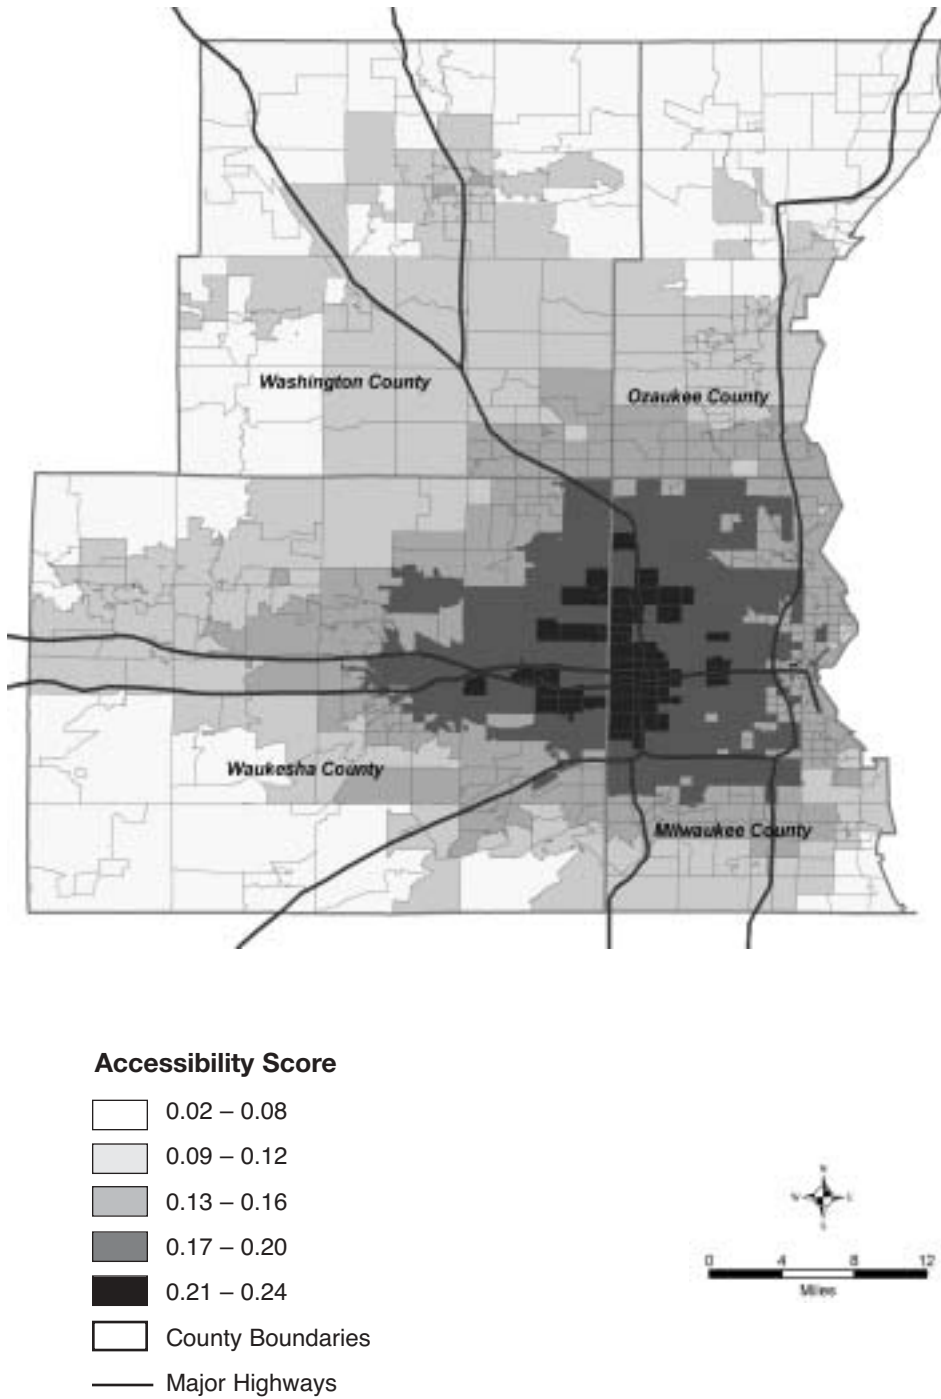 Washington County
Ozaukee County
Waukesha County
Milwaukee County
Accessibility Score
0.02 – 0.08
0.09 – 0.12
0.13 – 0.16
0.17 – 0.20
0.21 – 0.24
County Boundaries
Major Highways
N
W
0 4 8 12
Miles